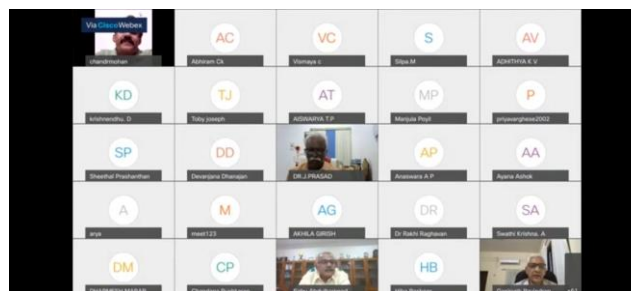 Via Cisco Webex
chandrmohan
AC
Abhiram Ck
VC
Vismaya c
S
Silpa.M
AV
ADHITHYA K V
KD
krishnendhu. D
TJ
Toby joseph
AT
AISWARYA T.P
MP
Manjula Poyil
P
priyavarghese2002
SP
Sheethal Prashanthan
DD
Devanjana Dhanajan
DR.J.PRASAD
AP
Anaswara A P
AA
Ayana Ashok
A
arya
M
meet123
AG
AKHILA GIRISH
DR
Dr Rakhi Raghavan
SA
Swathi Krishna. A
DM
CP
HB